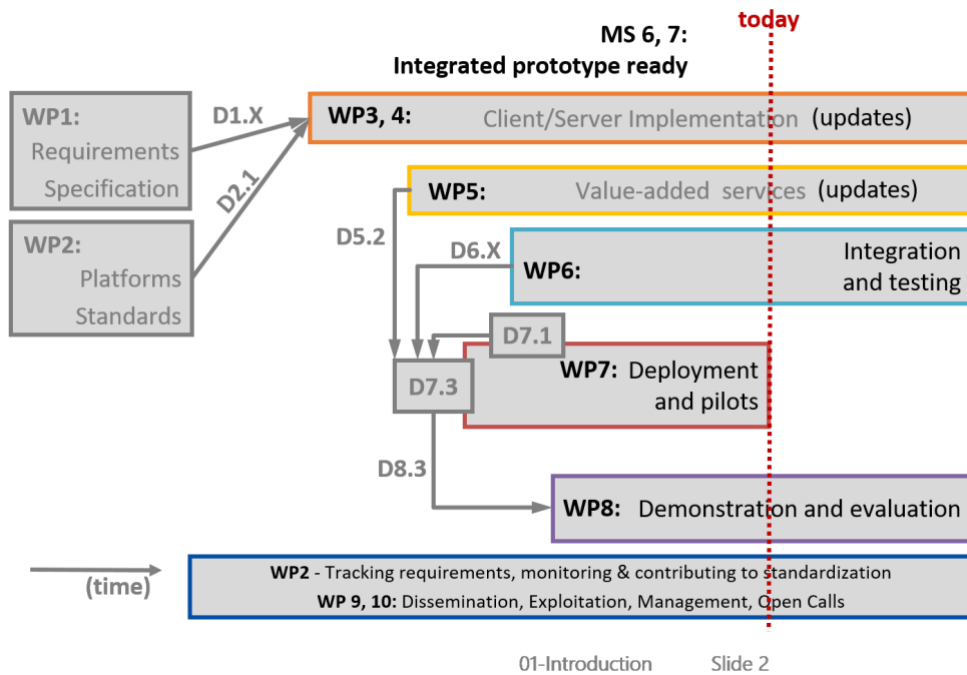 today
MS 6, 7:
Integrated prototype ready
WP1:
Requirements
Specification
D1.X
WP3, 4: Client/Server Implementation (updates)
D2.1
WP5: Value-added services (updates)
WP2:
Platforms
Standards
D5.2
D6.X
WP6: Integration
and testing
D7.1
D7.3
WP7: Deployment
and pilots
D8.3
WP8: Demonstration and evaluation
(time)
WP2 - Tracking requirements, monitoring & contributing to standardization
WP 9, 10: Dissemination, Exploitation, Management, Open Calls
01-Introduction Slide 2